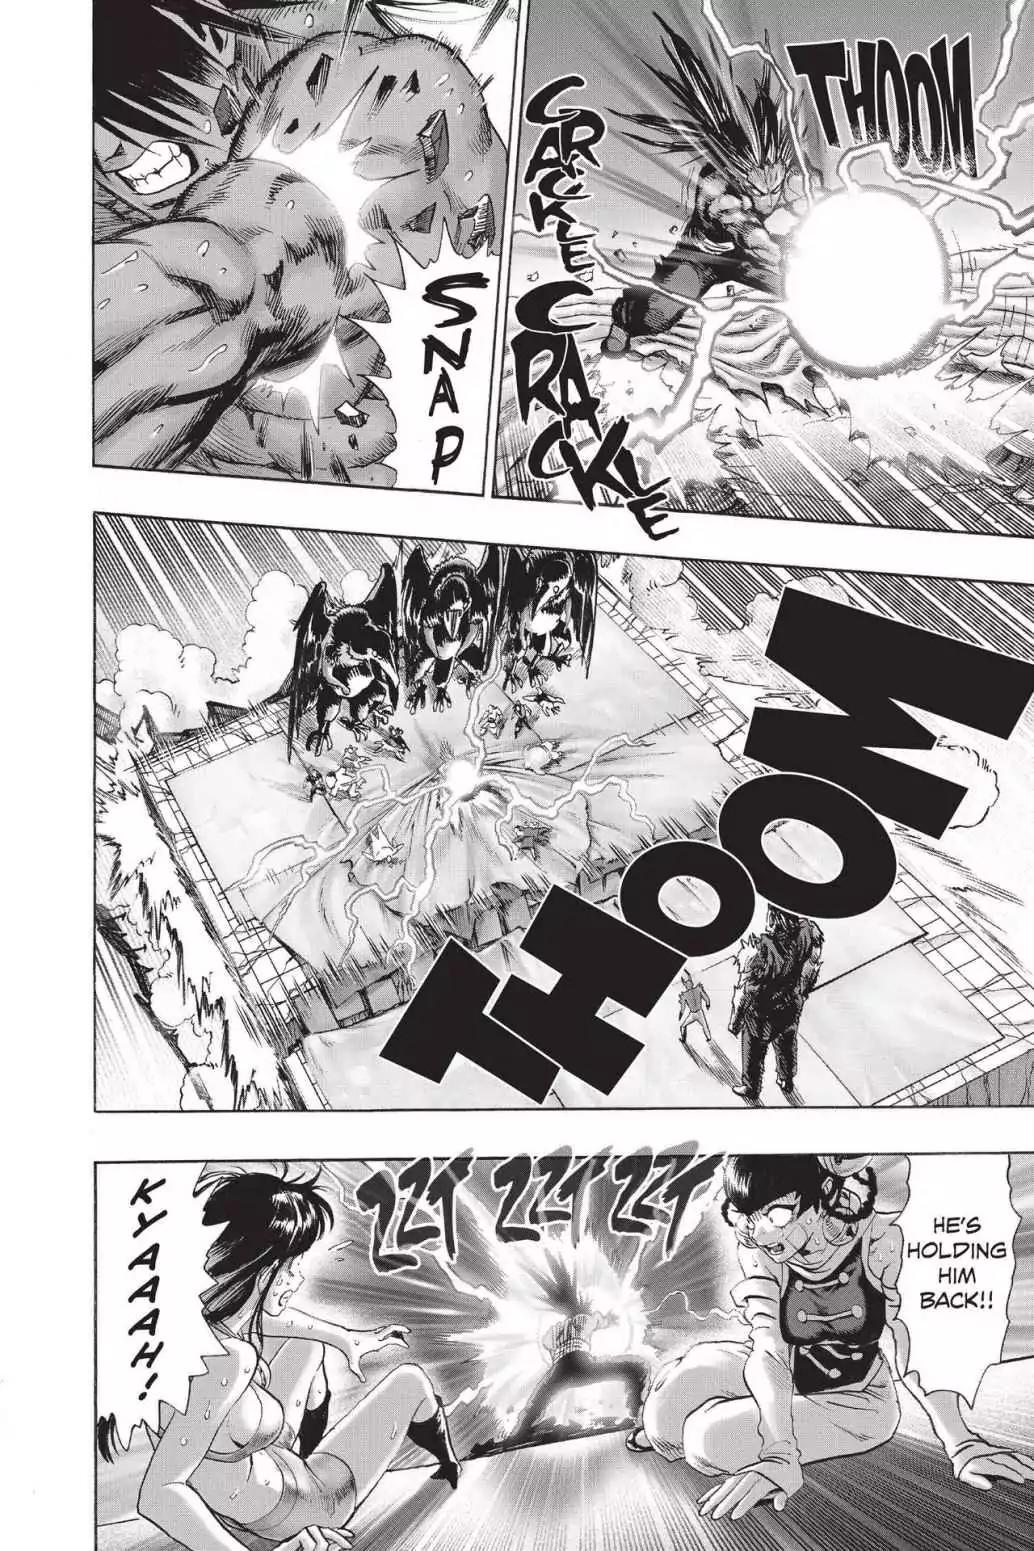 THOOM
CRACKLE
CRACKLE
SNAP
THOOM
HE'S
HOLDING
HIM
BACK!!
ZZT ZZT ZZT
KYAAAH!